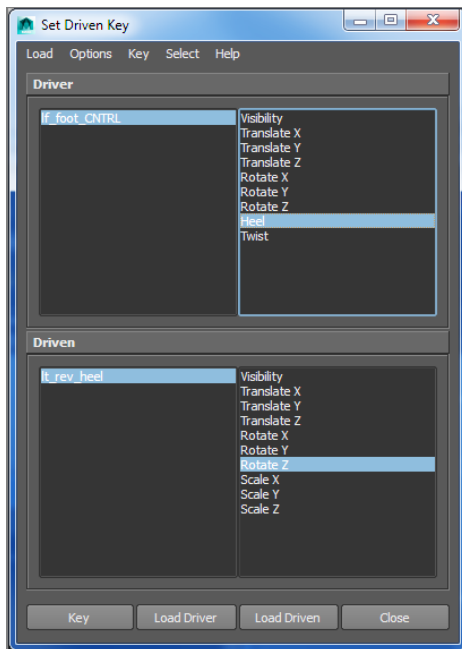 Set Driven Key
Load Options Key Select Help
Driver
lf_foot_CNTRL
Visibility
Translate X
Translate Y
Translate Z
Rotate X
Rotate Y
Rotate Z
Heel
Twist
Driven
lt_rev_heel
Visibility
Translate X
Translate Y
Translate Z
Rotate X
Rotate Y
Rotate Z
Scale X
Scale Y
Scale Z
Key Load Driver Load Driven Close